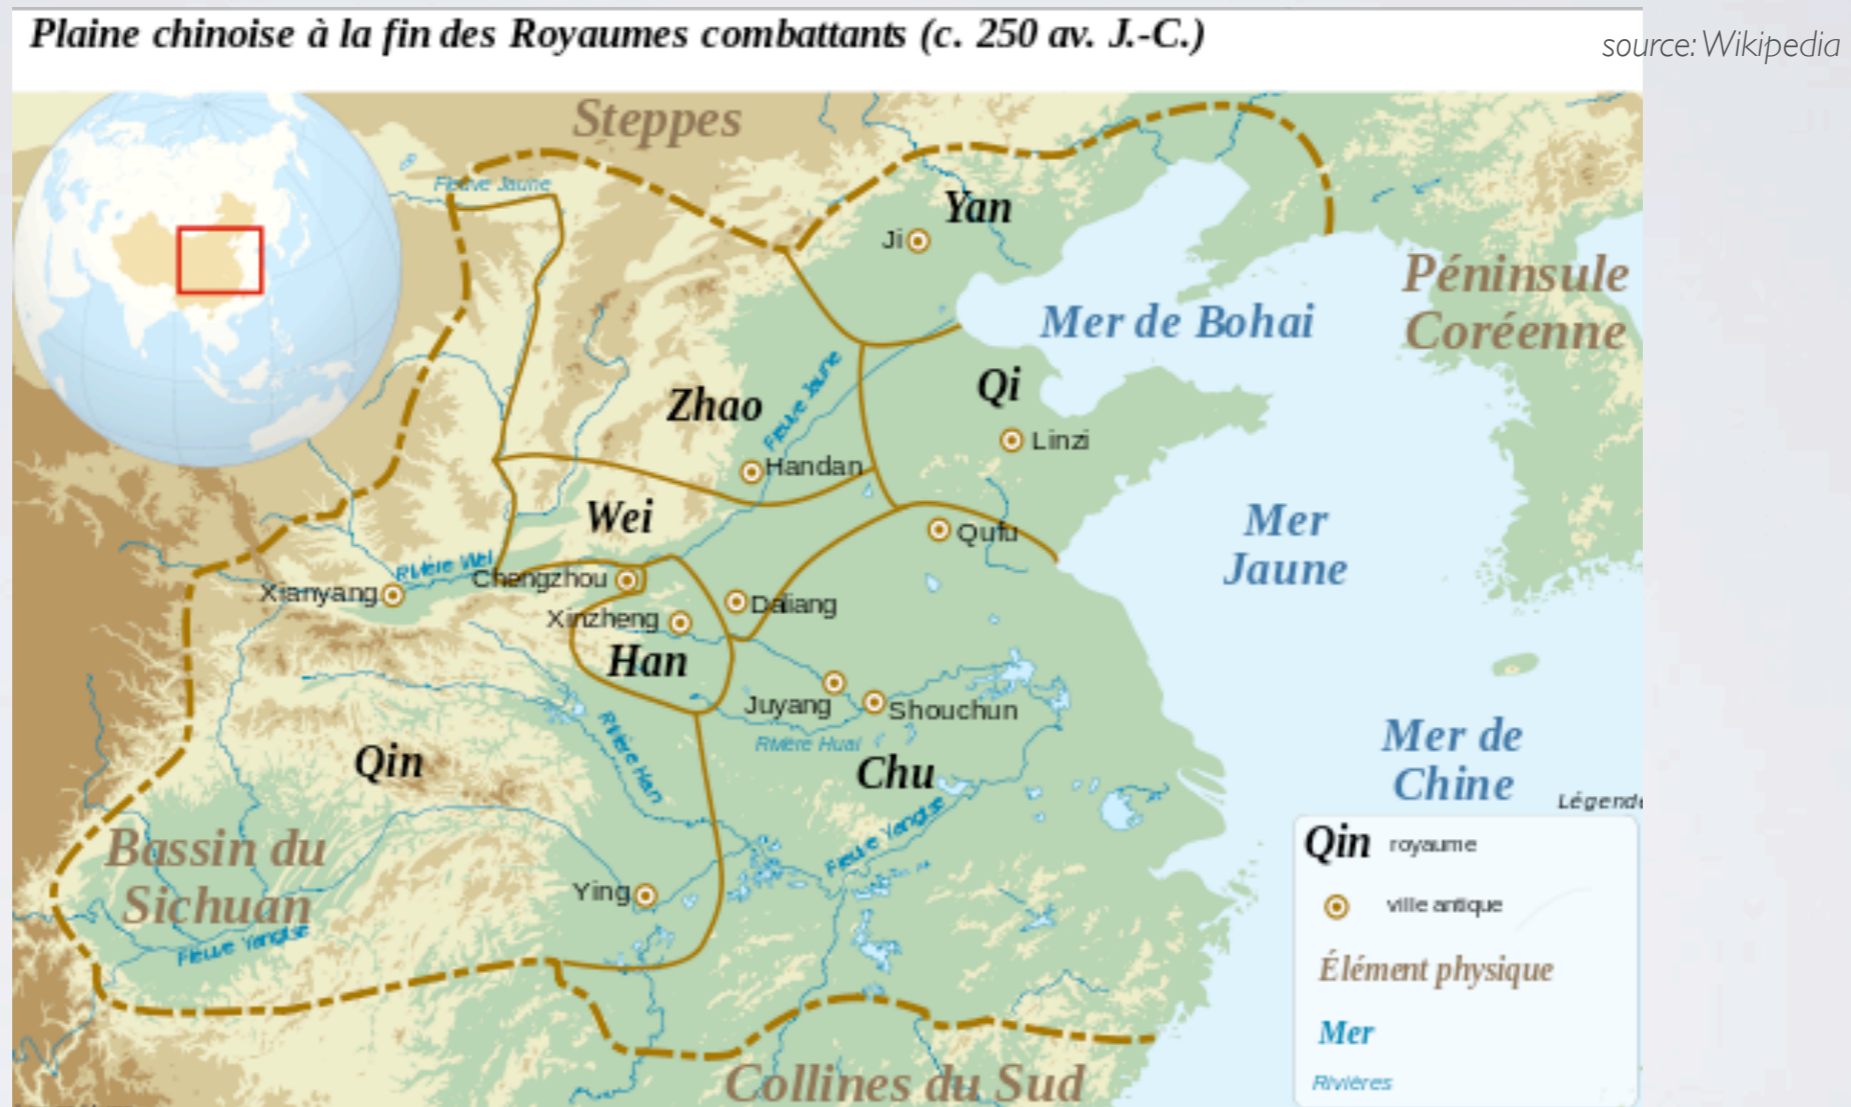 Plaine chinoise à la fin des Royaumes combattants (c. 250 av. J.-C.)
source: Wikipedia
Steppes
Fleuve Jaune
Yan
Ji
Péninsule
Coréenne
Mer de Bohai
Fleuve Jaune
Qi
Zhao
Linzi
Handan
Wei
Qufu
Mer
Jaune
Rivière Wei
Chengzhou
Xianyang
Daliang
Xinzheng
Han
Juyang
Shouchun
Rivière Huai
Rivière Han
Qin
Chu
Mer de
Chine
Fleuve Yangtse
Bassin du
Sichuan
Ying
Fleuve Yangtse
Collines du Sud
Légende
Qin royaume
ville antique
Élément physique
Mer
Rivières